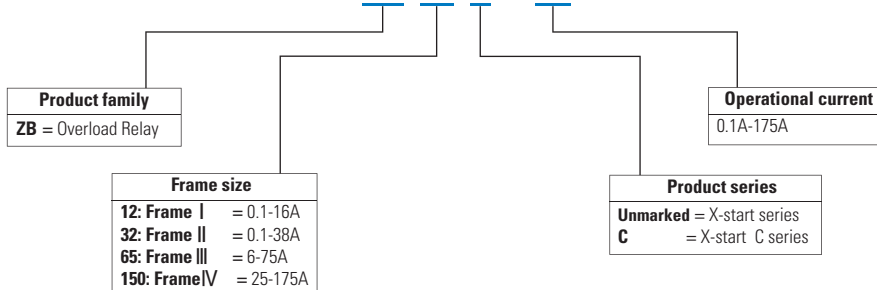 Product family
ZB = Overload Relay
Operational current
0.1A-175A
Frame size
12: Frame Ⅰ = 0.1-16A
32: Frame Ⅱ = 0.1-38A
65: Frame Ⅲ = 6-75A
150: FrameⅣ = 25-175A
Product series
Unmarked = X-start series
C = X-start C series